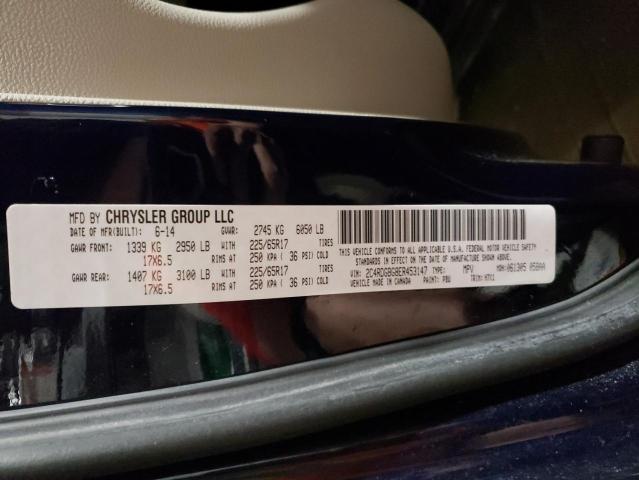 MFD BY CHRYSLER GROUP LLC
DATE OF MFR(BUILT): 6-14 GVWR: 2745 KG 6050 LB
GAWR FRONT: 1339 KG 2950 LB WITH 225/65R17 TIRES
17X6.5 RIMS AT 250 KPA ( 36 PSI) COLD
GAWR REAR: 1407 KG 3100 LB WITH 225/65R17 TIRES
17X6.5 RIMS AT 250 KPA ( 36 PSI) COLD
THIS VEHICLE CONFORMS TO ALL APPLICABLE U.S.A. FEDERAL MOTOR VEHICLE SAFETY
STANDARDS IN EFFECT ON THE DATE OF MANUFACTURE SHOWN ABOVE.
VIN: 2C4RDGBG8ER453147 TYPE: MPV MDH:061305 058AA
VEHICLE MADE IN CANADA PAINT: PBU TRIM: